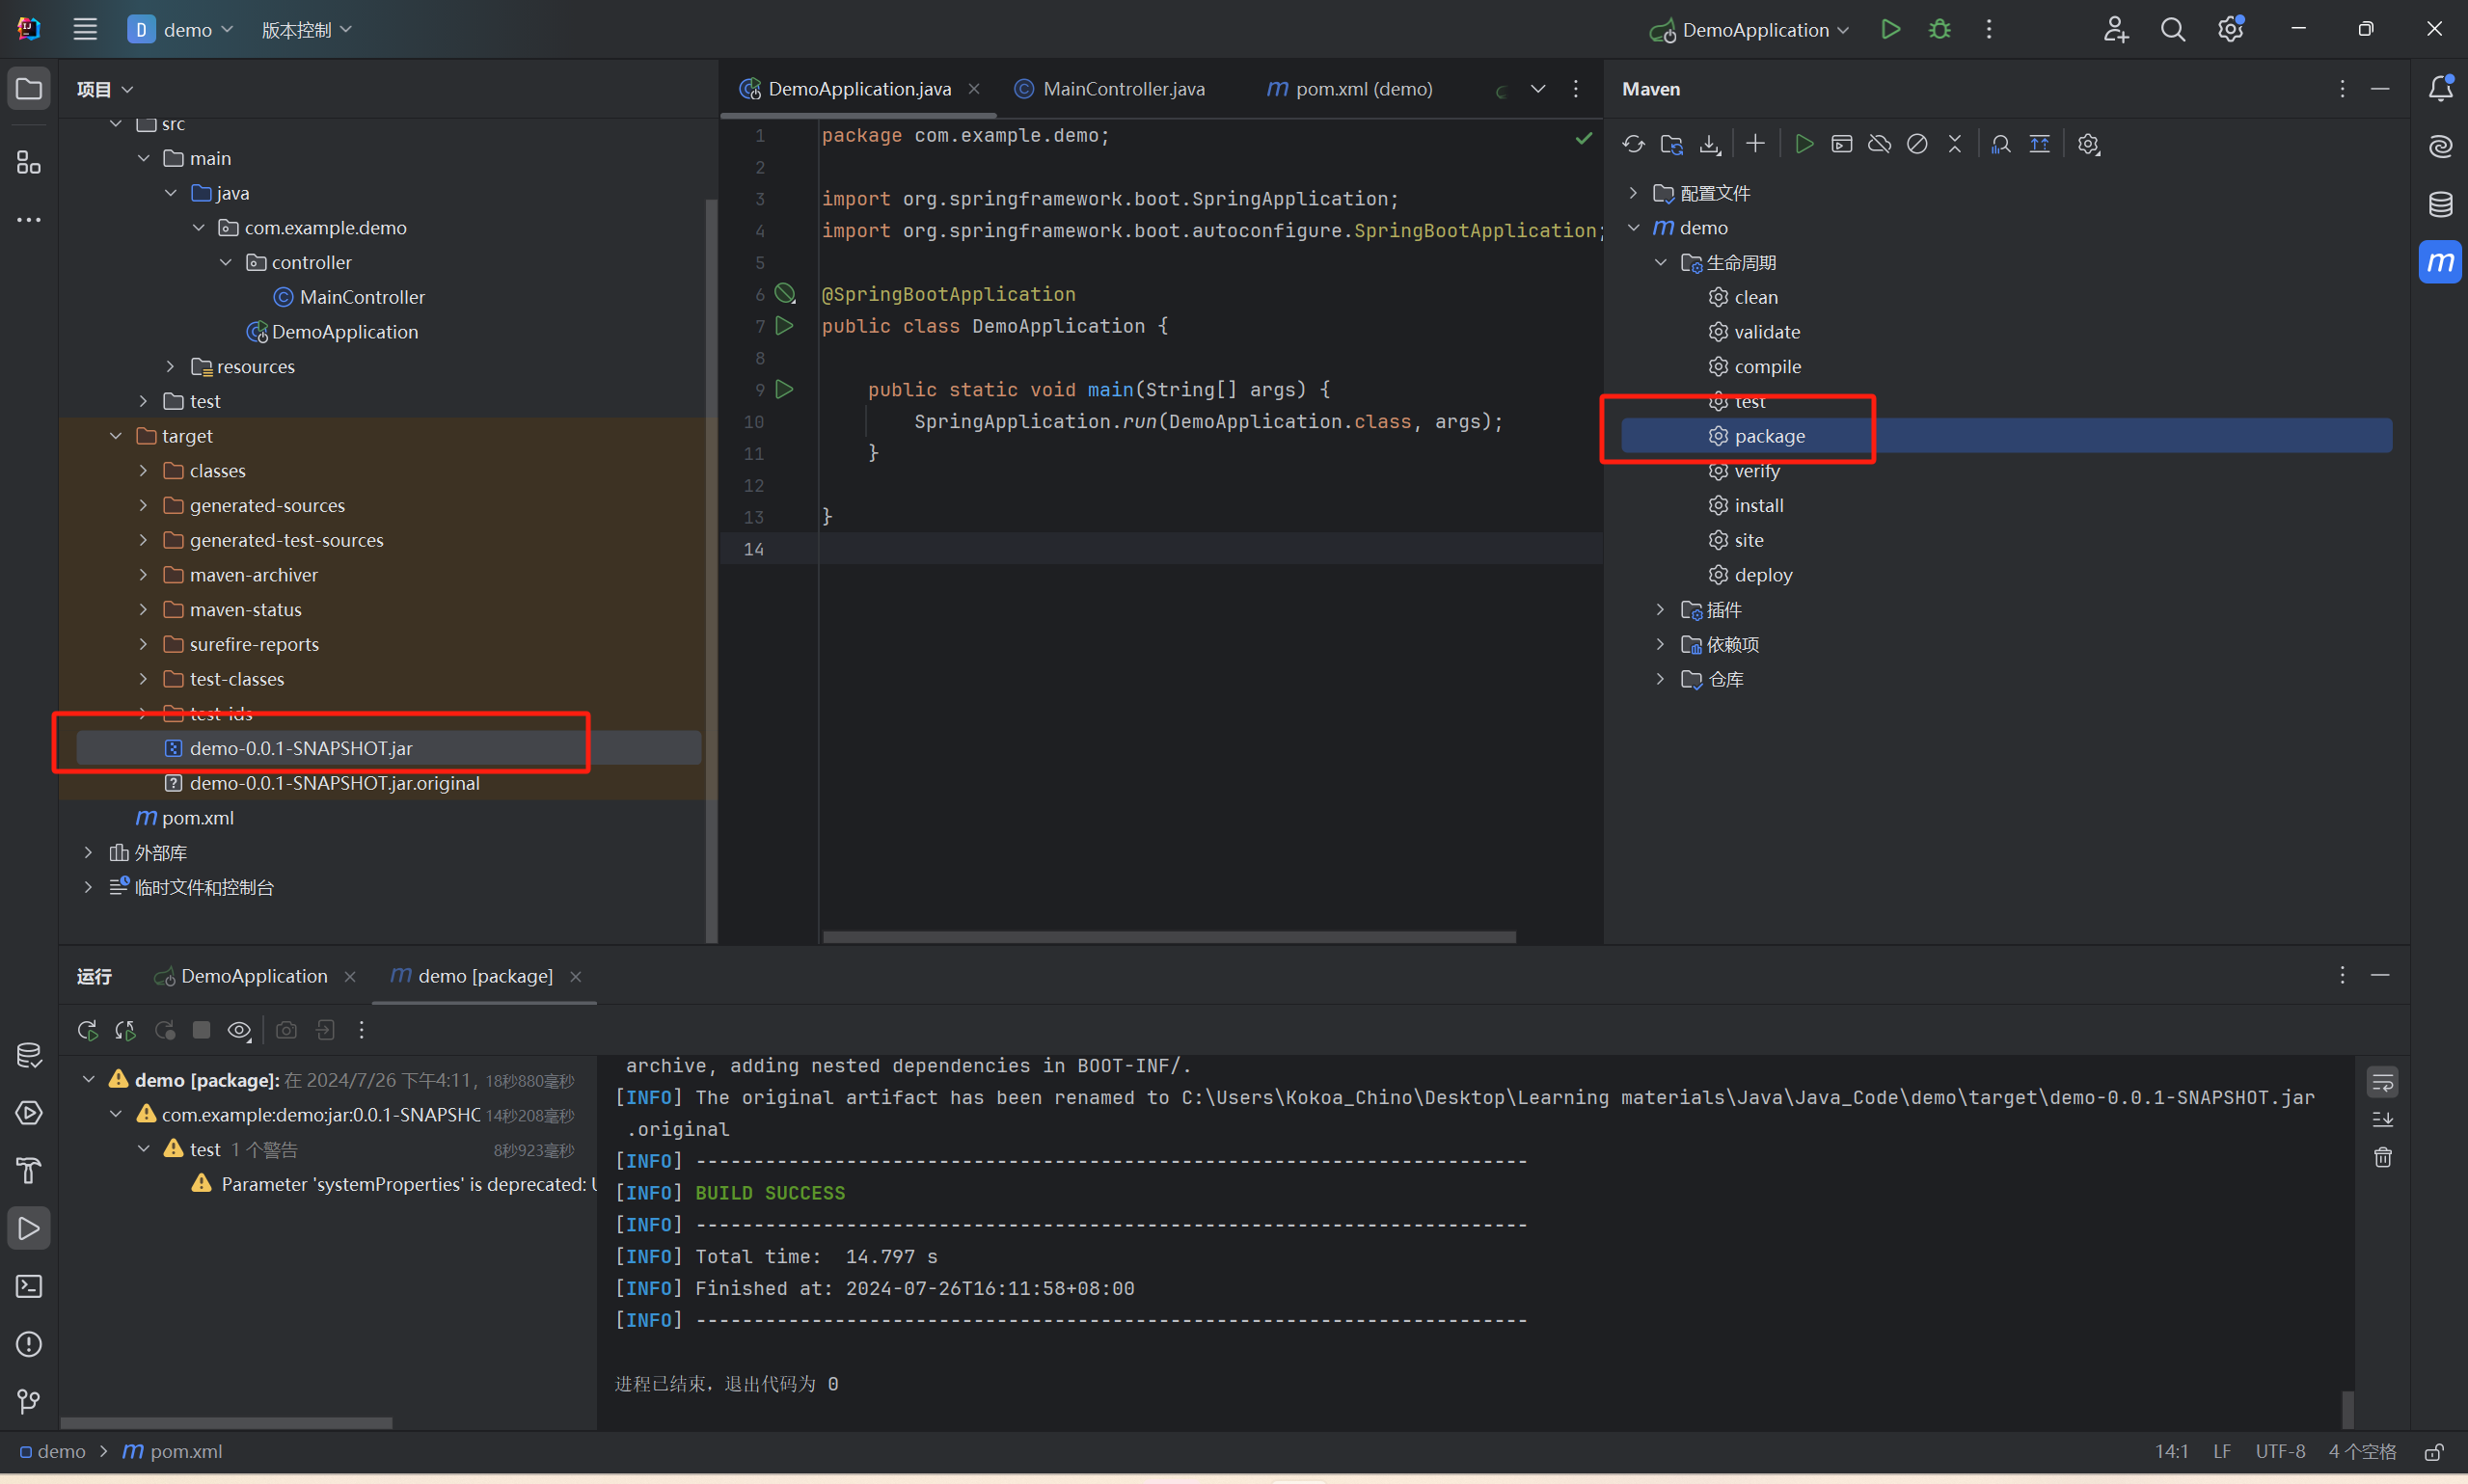 D demo 版本控制 DemoApplication
项目
src
main
java
com.example.demo
controller
MainController
DemoApplication
resources
test
target
classes
generated-sources
generated-test-sources
maven-archiver
maven-status
surefire-reports
test-classes
test-ids
demo-0.0.1-SNAPSHOT.jar
demo-0.0.1-SNAPSHOT.jar.original
pom.xml
外部库
临时文件和控制台
DemoApplication.java MainController.java pom.xml (demo)
1 package com.example.demo;
2
3 import org.springframework.boot.SpringApplication;
4 import org.springframework.boot.autoconfigure.SpringBootApplication;
5
6 @SpringBootApplication
7 public class DemoApplication {
8
9 public static void main(String[] args) {
10 SpringApplication.run(DemoApplication.class, args);
11 }
12
13 }
14
Maven
配置文件
demo
生命周期
clean
validate
compile
test
package
verify
install
site
deploy
插件
依赖项
仓库
运行 DemoApplication demo [package]
demo [package]: 在 2024/7/26 下午4:11, 18秒880毫秒
com.example:demo:jar:0.0.1-SNAPSHO 14秒208毫秒
test 1 个警告 8秒923毫秒
Parameter 'systemProperties' is deprecated: U
archive, adding nested dependencies in BOOT-INF/.
[INFO] The original artifact has been renamed to C:\Users\Kokoa_Chino\Desktop\Learning materials\Java\Java_Code\demo\target\demo-0.0.1-SNAPSHOT.jar
.original
[INFO] ------------------------------------------------------------------------
[INFO] BUILD SUCCESS
[INFO] ------------------------------------------------------------------------
[INFO] Total time:  14.797 s
[INFO] Finished at: 2024-07-26T16:11:58+08:00
[INFO] ------------------------------------------------------------------------
进程已结束，退出代码为 0
demo pom.xml 14:1 LF UTF-8 4 个空格